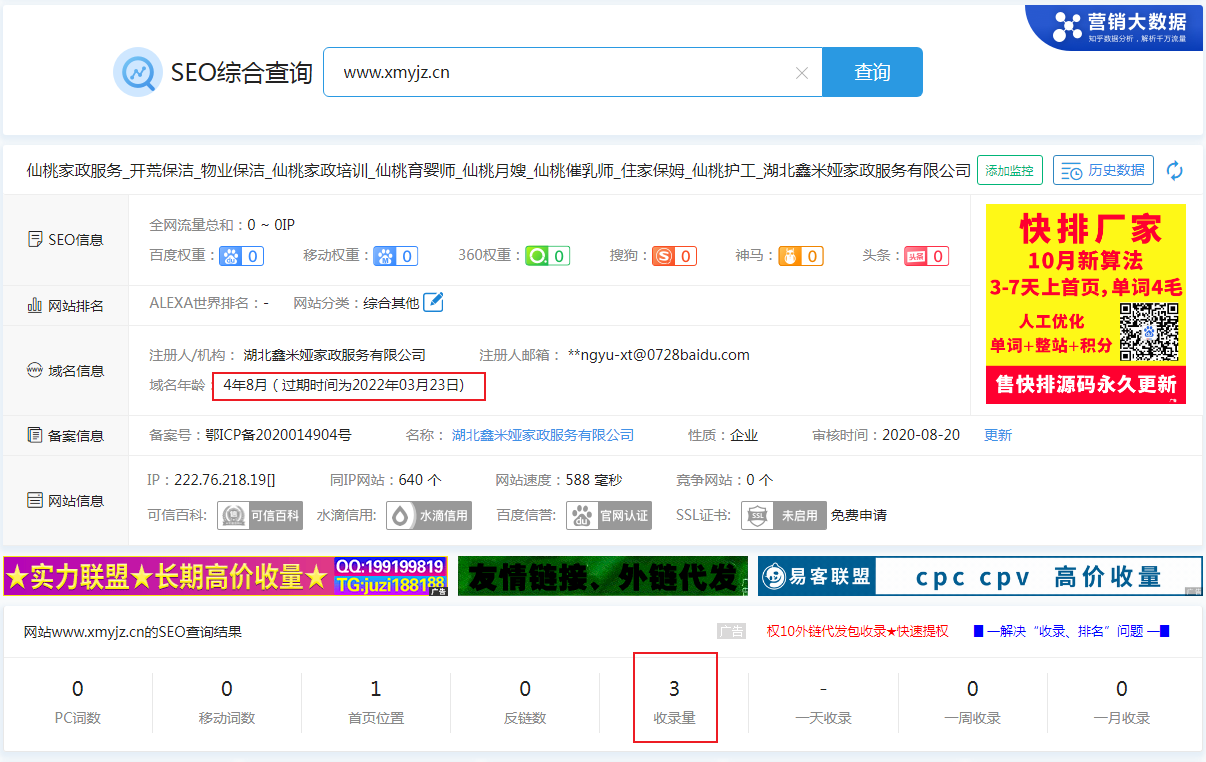 营销大数据
知乎数据分析，解析千万流量
SEO综合查询
www.xmyjz.cn
查询
仙桃家政服务_开荒保洁_物业保洁_仙桃家政培训_仙桃育婴师_仙桃月嫂_仙桃催乳师_住家保姆_仙桃护工_湖北鑫米娅家政服务有限公司
添加监控
历史数据
SEO信息
全网流量总和：0 ~ 0IP
百度权重： 0 移动权重： 0 360权重： 0 搜狗： 0 神马： 0 头条： 头条 0
网站排名
ALEXA世界排名：- 网站分类：综合其他
域名信息
注册人/机构： 湖北鑫米娅家政服务有限公司 注册人邮箱： **ngyu-xt@0728baidu.com
域名年龄： 4年8月 ( 过期时间为2022年03月23日)
快排厂家
10月新算法
3-7天上首页,单词4毛
人工优化
单词+整站+积分
售快排源码永久更新
备案信息
备案号：鄂ICP备2020014904号 名称： 湖北鑫米娅家政服务有限公司 性质：企业 审核时间：2020-08-20 更新
网站信息
IP：222.76.218.19[] 同IP网站：640 个 网站速度：588 毫秒 竞争网站：0 个
可信百科: 可信百科 水滴信用: 水滴信用 百度信誉: 官网认证 SSL证书: SSL 未启用 免费申请
★实力联盟★长期高价收量★
QQ:199199819
TG:juzi188188
广告
友情链接、外链代发
易客联盟 cpc cpv 高价收量
网站www.xmyjz.cn的SEO查询结果
广告 权10外链代发包收录★快速提权 █ —解决“收录、排名”问题 —█
0 0 1 0 3 - 0 0
PC词数 移动词数 首页位置 反链数 收录量 一天收录 一周收录 一月收录